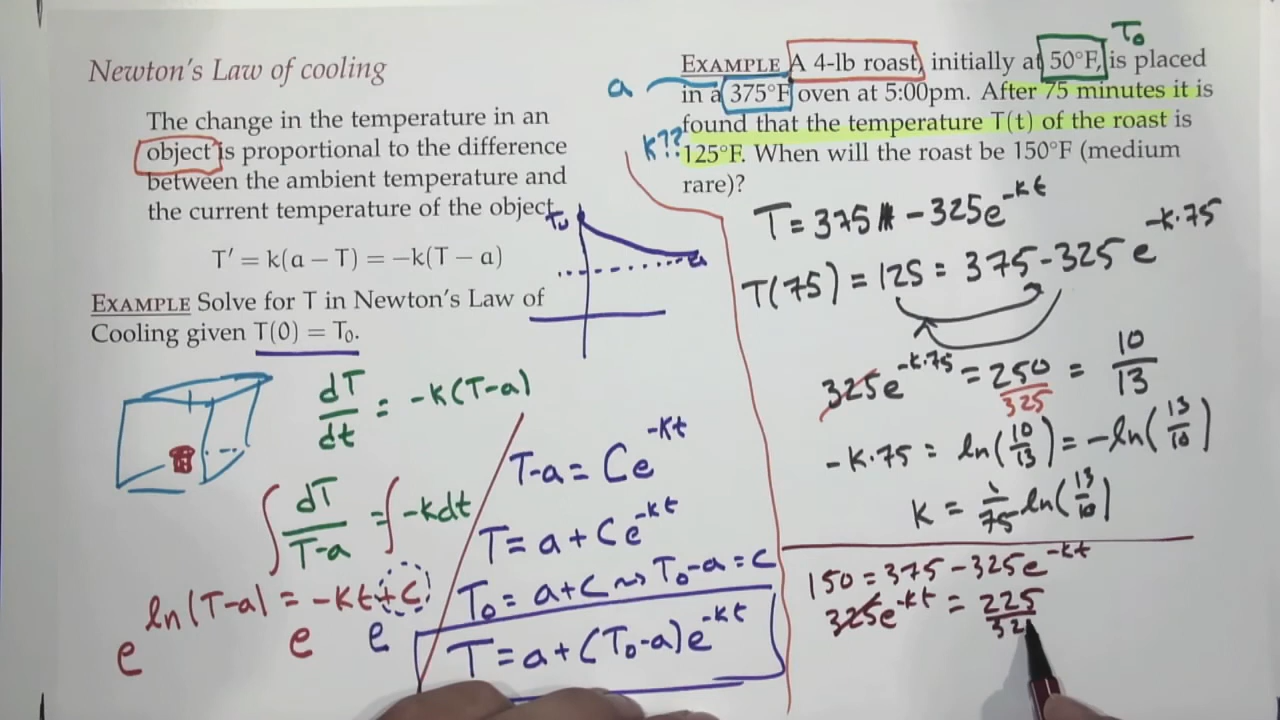 Newton's Law of cooling
The change in the temperature in an
object is proportional to the difference
between the ambient temperature and
the current temperature of the object.
T₀
a
T′ = k(a − T) = −k(T − a)
EXAMPLE Solve for T in Newton's Law of
Cooling given T(0) = T₀.
dT/dt = -k(T-a)
∫ dT/(T-a) = ∫ -k dt
e^ln(T-a) = e^-kt e^+C
T-a = Ce^-kt
T = a + Ce^-kt
T₀ = a+C ⇝ T₀-a = C
T = a + (T₀-a)e^-kt
T₀
a
k??
EXAMPLE A 4-lb roast, initially at 50°F, is placed
in a 375°F oven at 5:00pm. After 75 minutes it is
found that the temperature T(t) of the roast is
125°F. When will the roast be 150°F (medium
rare)?
T = 375 - 325e^-kt
T(75) = 125 = 375 - 325 e^-k·75
325e^-k·75 = 250/325 = 10/13
-k·75 = ln(10/13) = -ln(13/10)
k = 1/75 ln(13/10)
150 = 375 - 325e^-kt
325e^-kt = 225/32